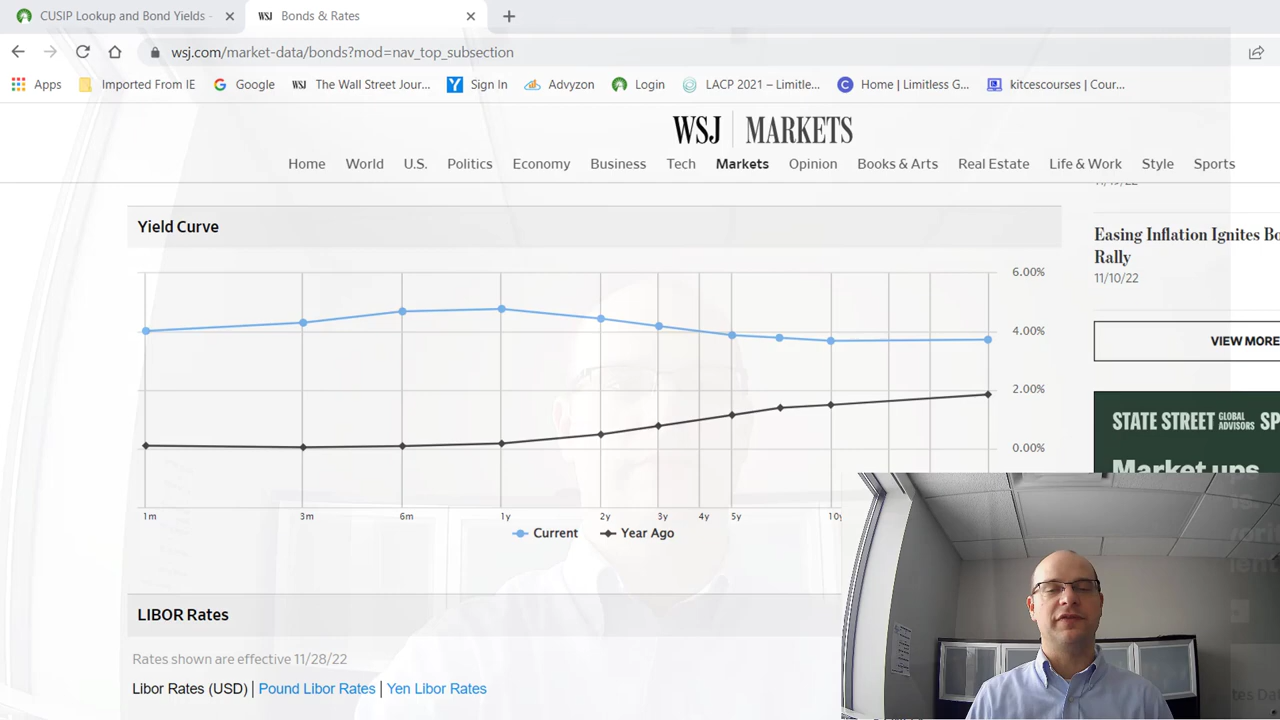 CUSIP Lookup and Bond Yields -
WSJ Bonds & Rates
wsj.com/market-data/bonds?mod=nav_top_subsection
Apps Imported From IE Google WSJ The Wall Street Jour... Sign In Advyzon Login LACP 2021 – Limitle... Home | Limitless G... kitcescourses | Cour...
WSJ MARKETS
Home World U.S. Politics Economy Business Tech Markets Opinion Books & Arts Real Estate Life & Work Style Sports
Yield Curve
6.00%
4.00%
2.00%
0.00%
1m 3m 6m 1y 2y 3y 4y 5y 10y
Current Year Ago
LIBOR Rates
Rates shown are effective 11/28/22
Libor Rates (USD) | Pound Libor Rates | Yen Libor Rates
Easing Inflation Ignites Bo
Rally
11/10/22
VIEW MORE
STATE STREET GLOBAL ADVISORS SP
Market ups